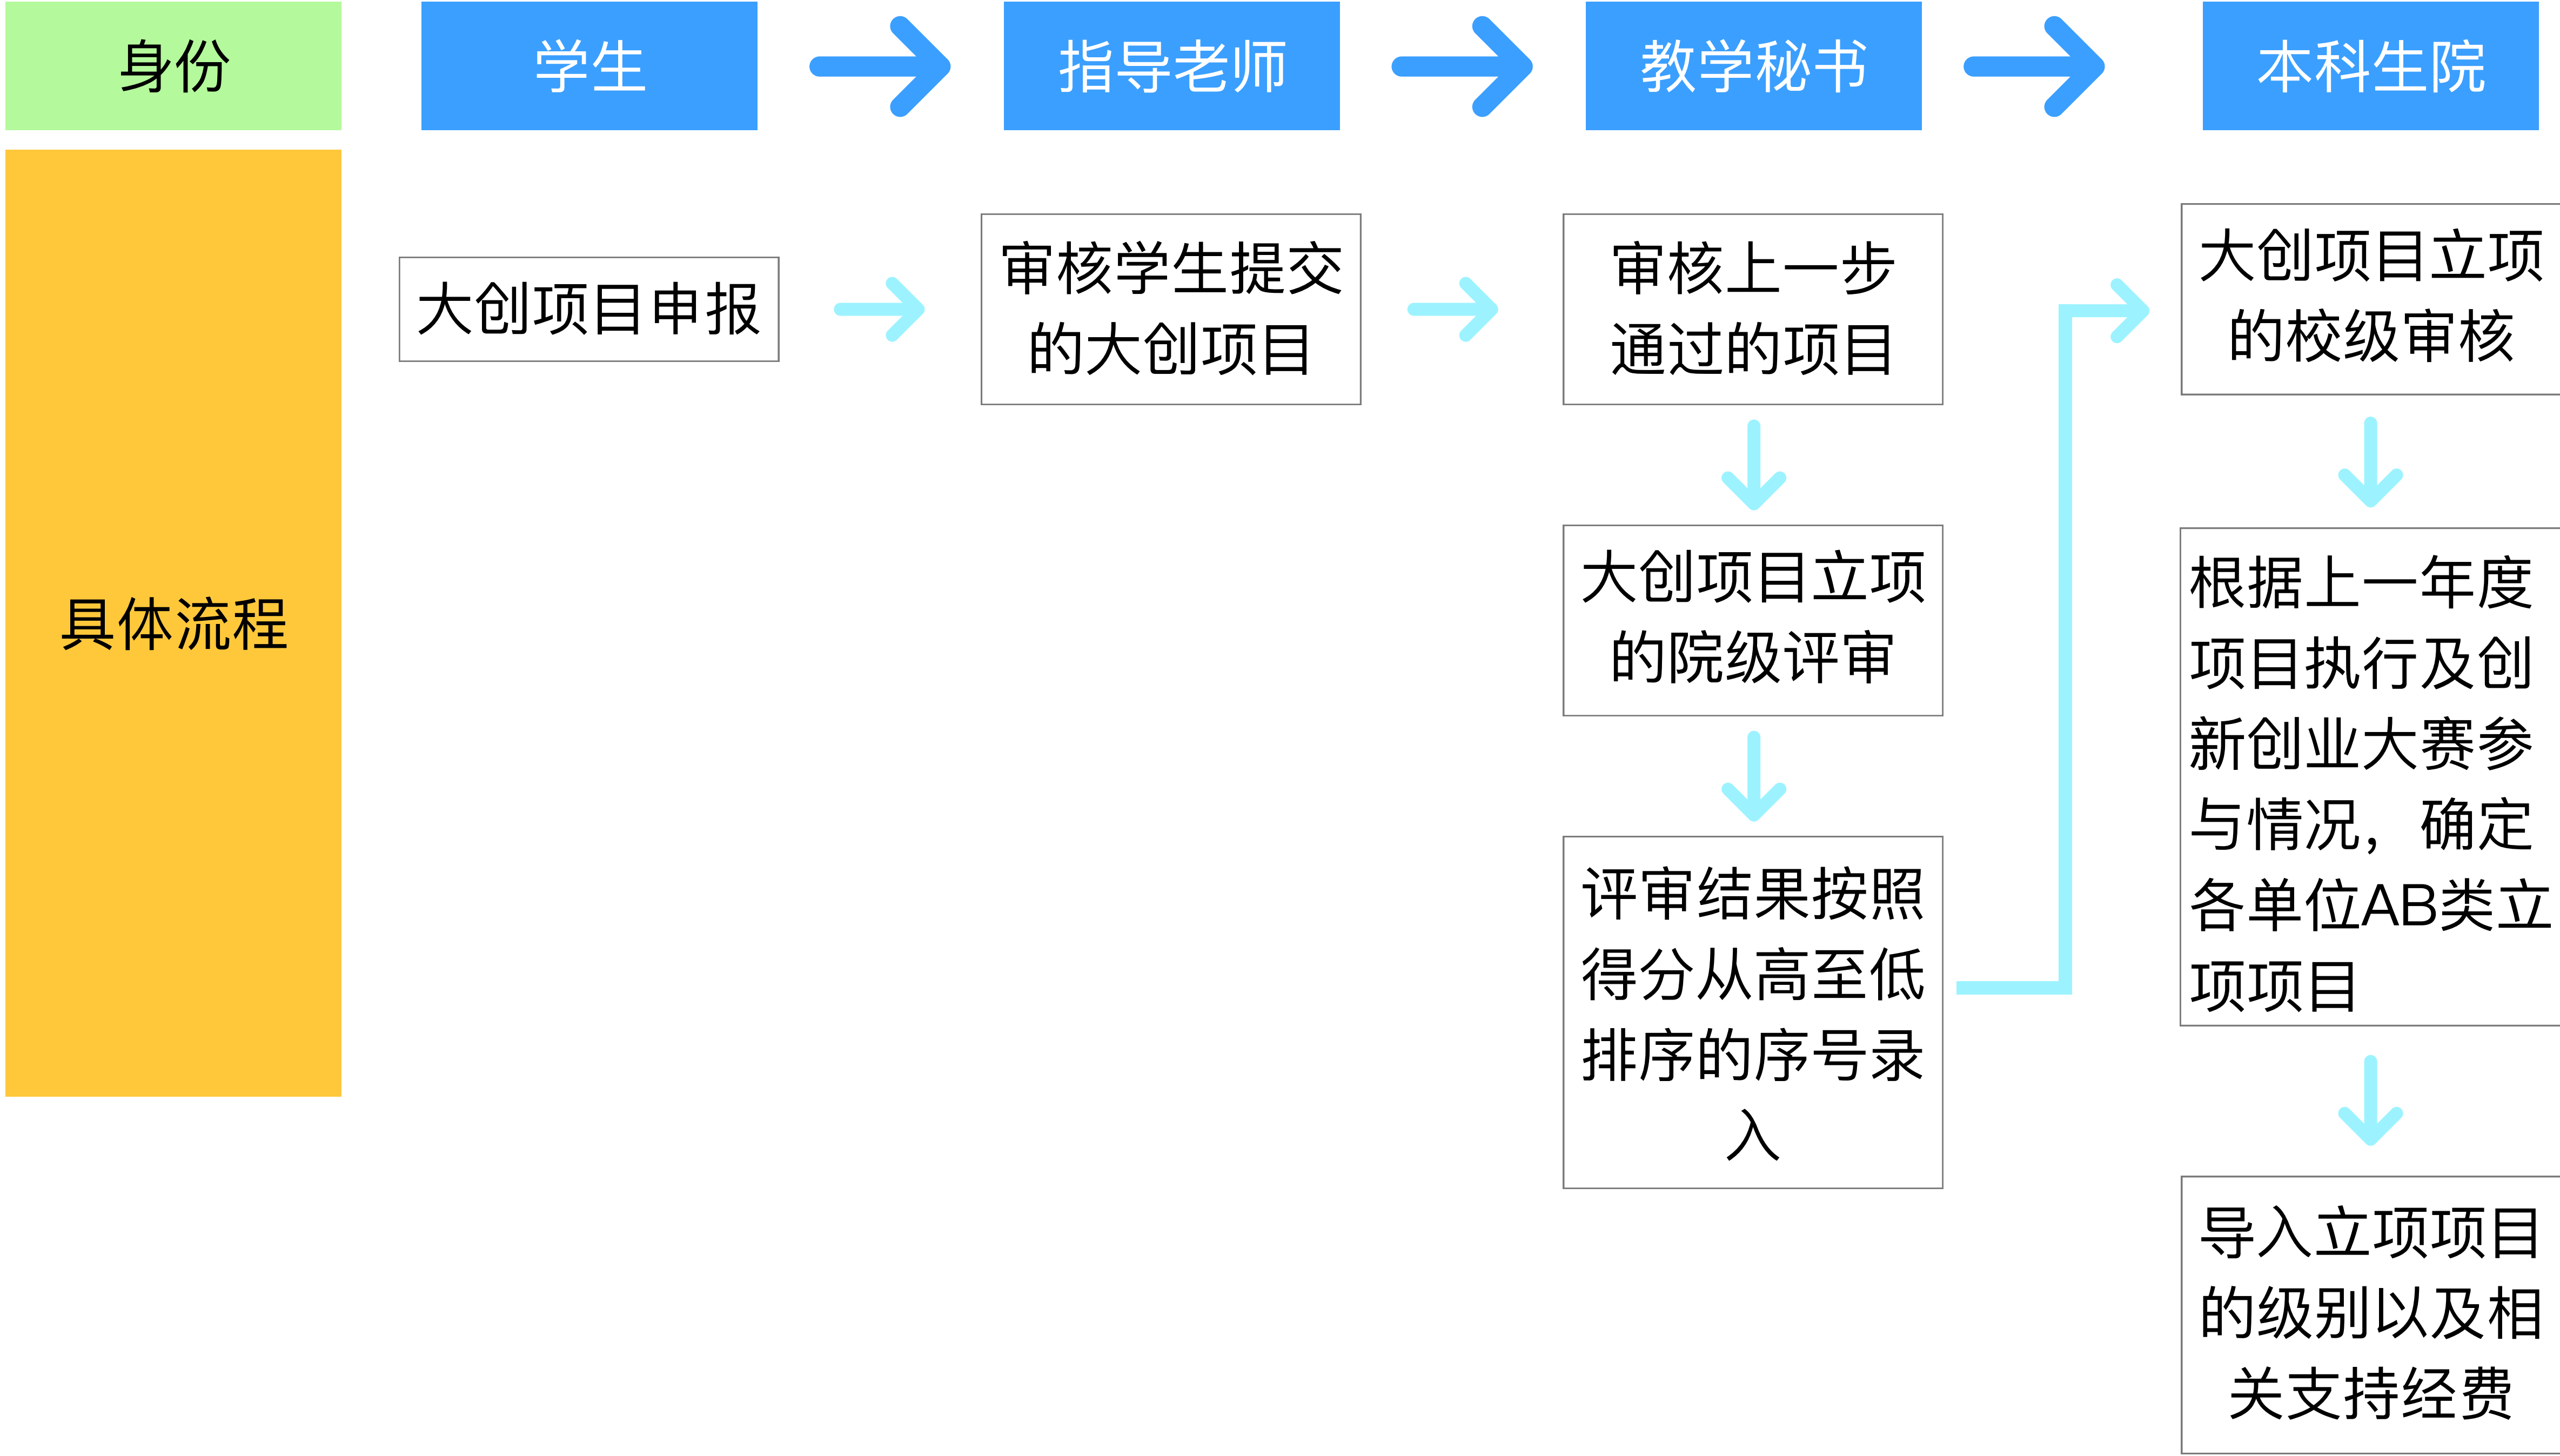 身份
学生
指导老师
教学秘书
本科生院
具体流程
大创项目申报
审核学生提交
的大创项目
审核上一步
通过的项目
大创项目立项
的院级评审
评审结果按照
得分从高至低
排序的序号录
入
大创项目立项
的校级审核
根据上一年度
项目执行及创
新创业大赛参
与情况，确定
各单位AB类立
项项目
导入立项项目
的级别以及相
关支持经费